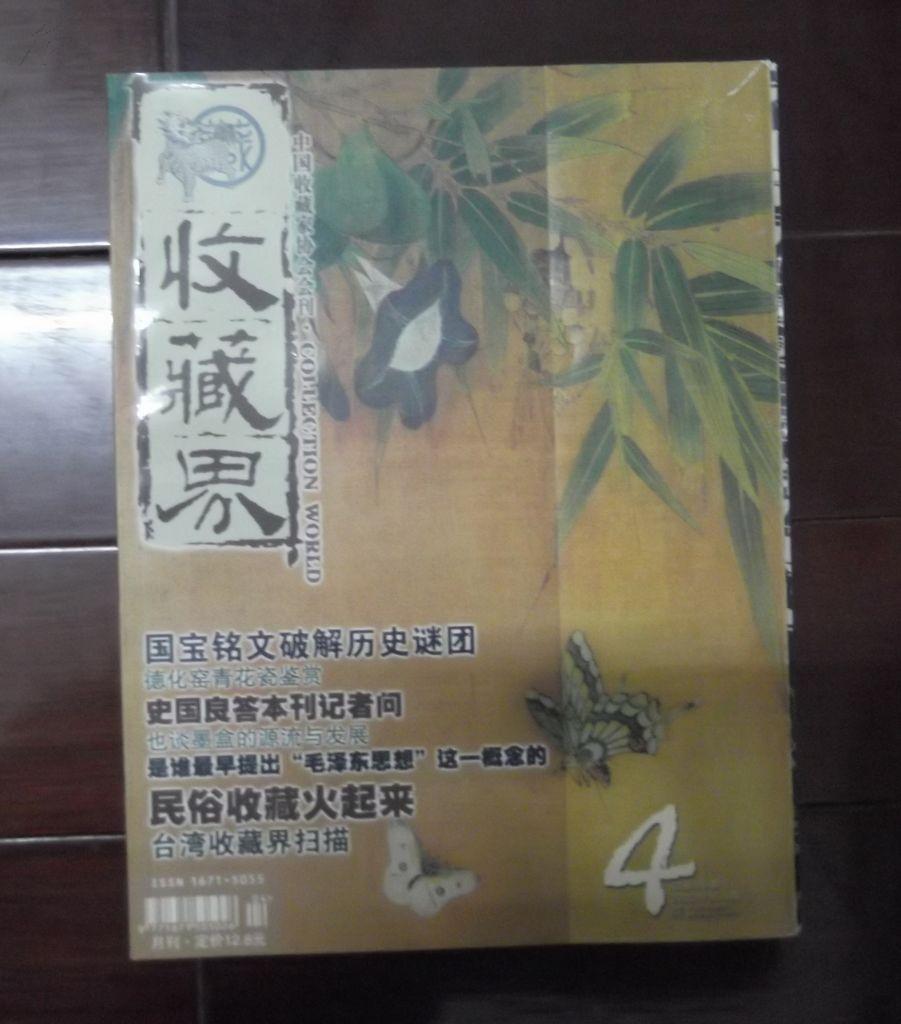 收藏界
中国收藏家协会会刊·COLLECTION WORLD
国宝铭文破解历史谜团
德化窑青花瓷鉴赏
史国良答本刊记者问
也谈墨盒的源流与发展
是谁最早提出“毛泽东思想”这一概念的
民俗收藏火起来
台湾收藏界扫描
4
ISSN 1671-5055
月刊·定价12.8元